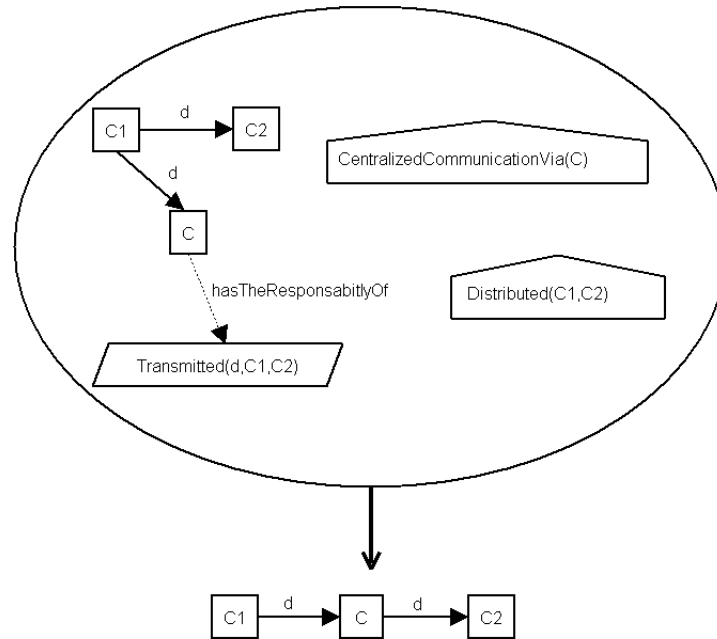 d
C1
C2
CentralizedCommunicationVia(C)
d
C
hasTheResponsabitlyOf
Distributed(C1,C2)
Transmitted(d,C1,C2)
d
d
C1
C
C2